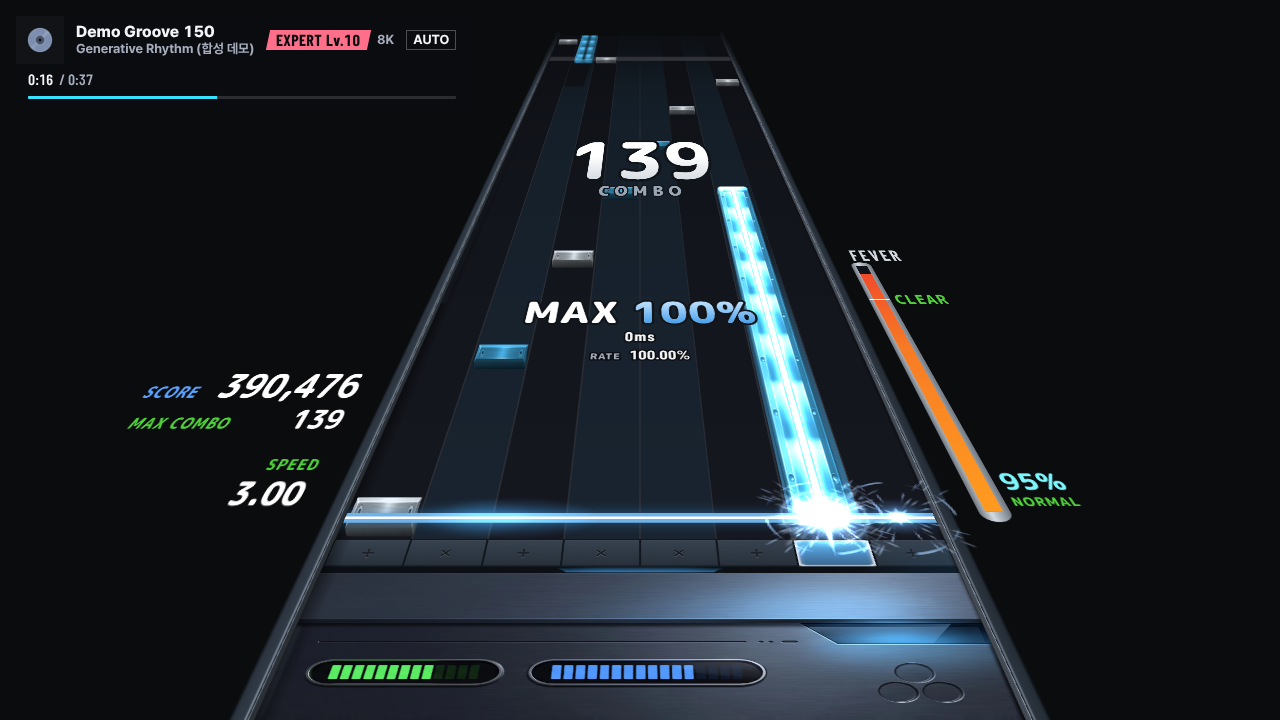 Demo Groove 150
Generative Rhythm (합성 데모)
EXPERT Lv.10
8K
AUTO
0:16 / 0:37
139
COMBO
FEVER
CLEAR
MAX 100%
0ms
RATE 100.00%
SCORE 390,476
MAX COMBO 139
SPEED
3.00
95%
NORMAL